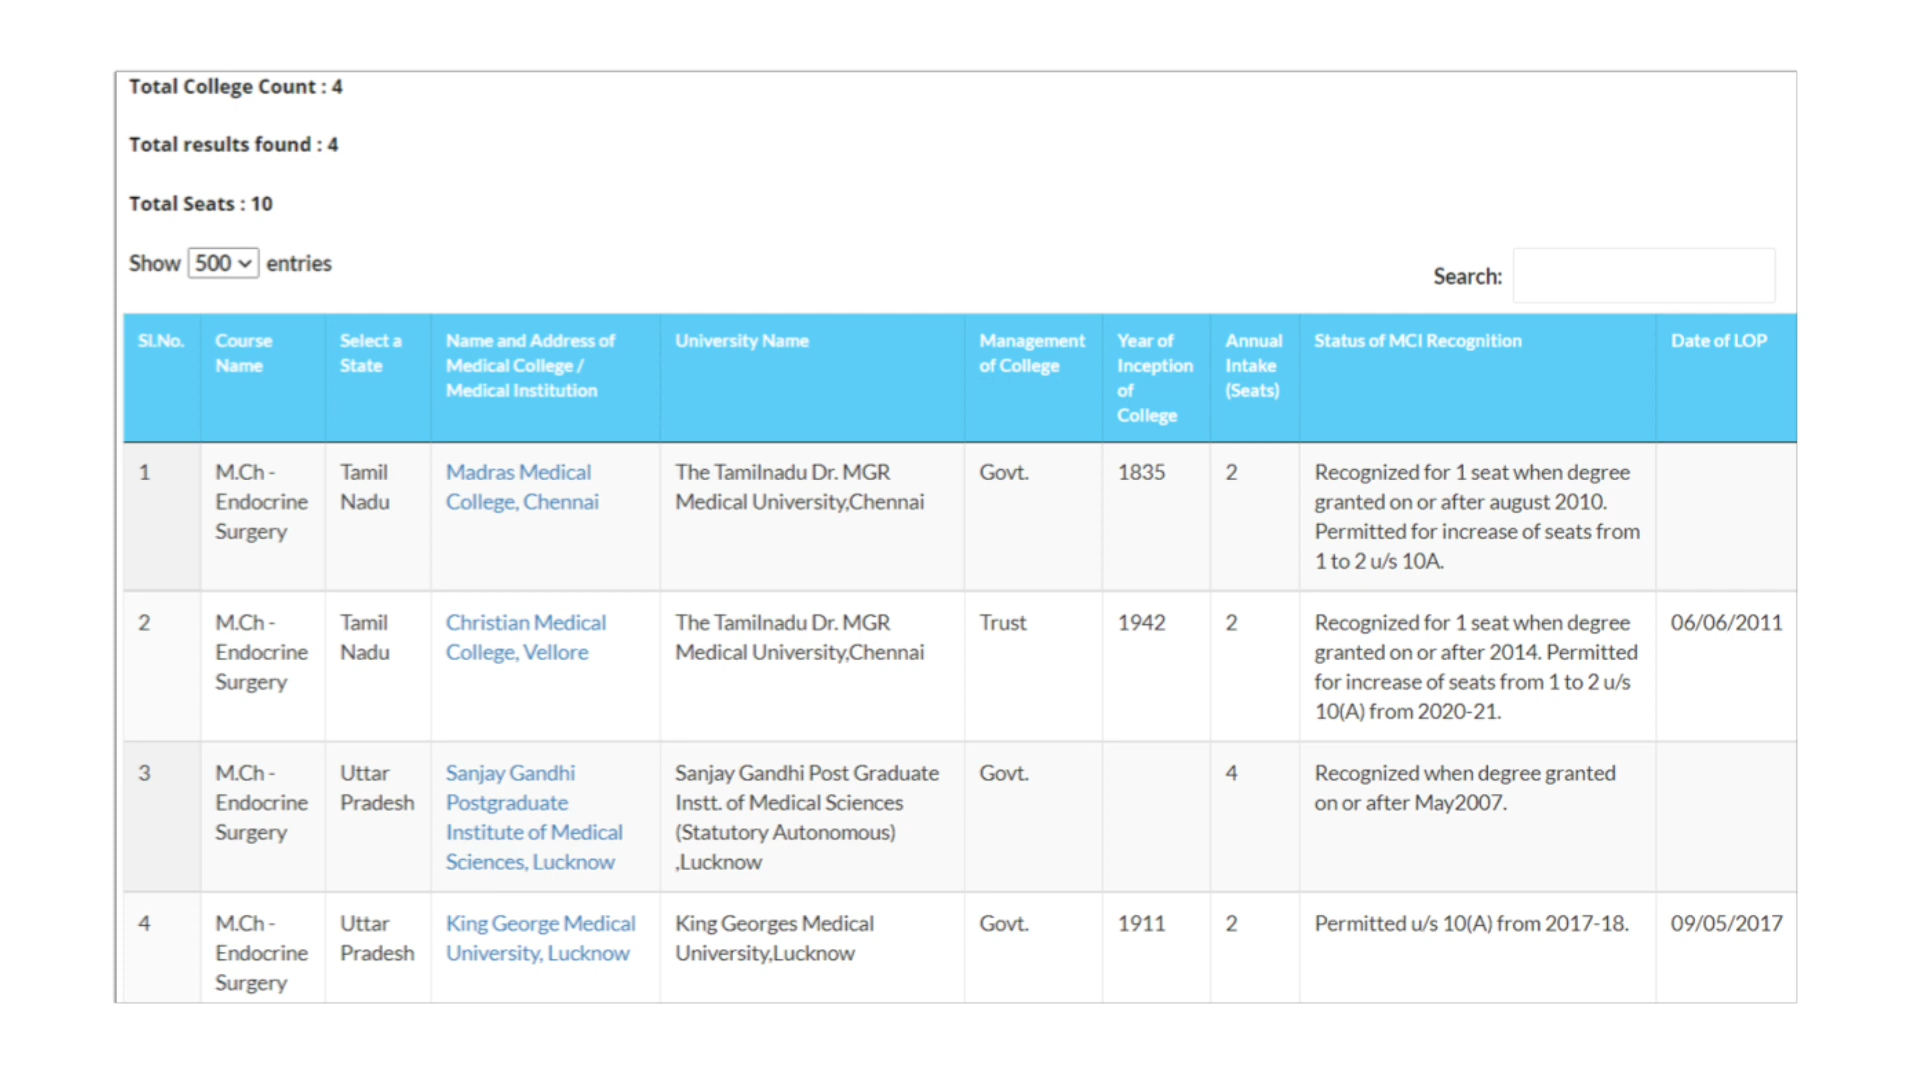 Total College Count : 4
Total results found : 4
Total Seats : 10
Show 500 entries
Search:
Sl.No.
Course
Name
Select a
State
Name and Address of
Medical College /
Medical Institution
University Name
Management
of College
Year of
Inception
of
College
Annual
Intake
(Seats)
Status of MCI Recognition
Date of LOP
1
M.Ch -
Endocrine
Surgery
Tamil
Nadu
Madras Medical
College, Chennai
The Tamilnadu Dr. MGR
Medical University,Chennai
Govt.
1835
2
Recognized for 1 seat when degree
granted on or after august 2010.
Permitted for increase of seats from
1 to 2 u/s 10A.
2
M.Ch -
Endocrine
Surgery
Tamil
Nadu
Christian Medical
College, Vellore
The Tamilnadu Dr. MGR
Medical University,Chennai
Trust
1942
2
Recognized for 1 seat when degree
granted on or after 2014. Permitted
for increase of seats from 1 to 2 u/s
10(A) from 2020-21.
06/06/2011
3
M.Ch -
Endocrine
Surgery
Uttar
Pradesh
Sanjay Gandhi
Postgraduate
Institute of Medical
Sciences, Lucknow
Sanjay Gandhi Post Graduate
Instt. of Medical Sciences
(Statutory Autonomous)
,Lucknow
Govt.
4
Recognized when degree granted
on or after May2007.
4
M.Ch -
Endocrine
Surgery
Uttar
Pradesh
King George Medical
University, Lucknow
King Georges Medical
University,Lucknow
Govt.
1911
2
Permitted u/s 10(A) from 2017-18.
09/05/2017